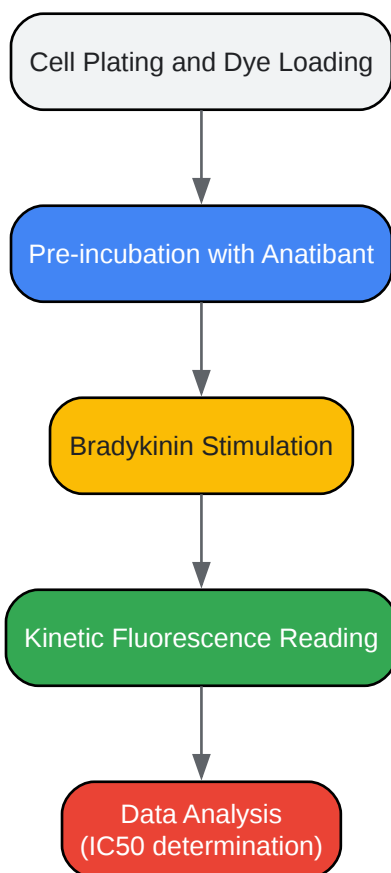 Cell Plating and Dye Loading
Pre-incubation with Anatibant
Bradykinin Stimulation
Kinetic Fluorescence Reading
Data Analysis
(IC50 determination)